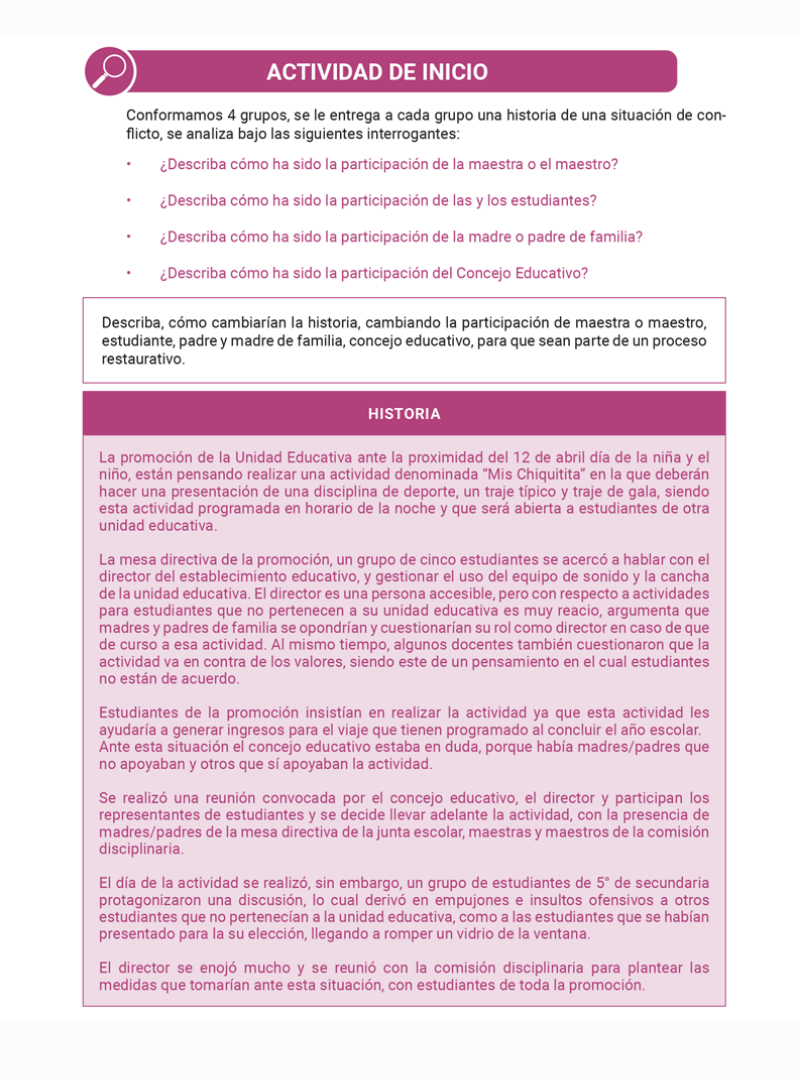 ACTIVIDAD DE INICIO
Conformamos 4 grupos, se le entrega a cada grupo una historia de una situación de con-
flicto, se analiza bajo las siguientes interrogantes:
• ¿Describa cómo ha sido la participación de la maestra o el maestro?
• ¿Describa cómo ha sido la participación de las y los estudiantes?
• ¿Describa cómo ha sido la participación de la madre o padre de familia?
• ¿Describa cómo ha sido la participación del Concejo Educativo?
Describa, cómo cambiarían la historia, cambiando la participación de maestra o maestro,
estudiante, padre y madre de familia, concejo educativo, para que sean parte de un proceso
restaurativo.
HISTORIA
La promoción de la Unidad Educativa ante la proximidad del 12 de abril día de la niña y el
niño, están pensando realizar una actividad denominada “Mis Chiquitita” en la que deberán
hacer una presentación de una disciplina de deporte, un traje típico y traje de gala, siendo
esta actividad programada en horario de la noche y que será abierta a estudiantes de otra
unidad educativa.
La mesa directiva de la promoción, un grupo de cinco estudiantes se acercó a hablar con el
director del establecimiento educativo, y gestionar el uso del equipo de sonido y la cancha
de la unidad educativa. El director es una persona accesible, pero con respecto a actividades
para estudiantes que no pertenecen a su unidad educativa es muy reacio, argumenta que
madres y padres de familia se opondrían y cuestionarían su rol como director en caso de que
de curso a esa actividad. Al mismo tiempo, algunos docentes también cuestionaron que la
actividad va en contra de los valores, siendo este de un pensamiento en el cual estudiantes
no están de acuerdo.
Estudiantes de la promoción insistían en realizar la actividad ya que esta actividad les
ayudaría a generar ingresos para el viaje que tienen programado al concluir el año escolar.
Ante esta situación el concejo educativo estaba en duda, porque había madres/padres que
no apoyaban y otros que sí apoyaban la actividad.
Se realizó una reunión convocada por el concejo educativo, el director y participan los
representantes de estudiantes y se decide llevar adelante la actividad, con la presencia de
madres/padres de la mesa directiva de la junta escolar, maestras y maestros de la comisión
disciplinaria.
El día de la actividad se realizó, sin embargo, un grupo de estudiantes de 5° de secundaria
protagonizaron una discusión, lo cual derivó en empujones e insultos ofensivos a otros
estudiantes que no pertenecían a la unidad educativa, como a las estudiantes que se habían
presentado para la su elección, llegando a romper un vidrio de la ventana.
El director se enojó mucho y se reunió con la comisión disciplinaria para plantear las
medidas que tomarían ante esta situación, con estudiantes de toda la promoción.